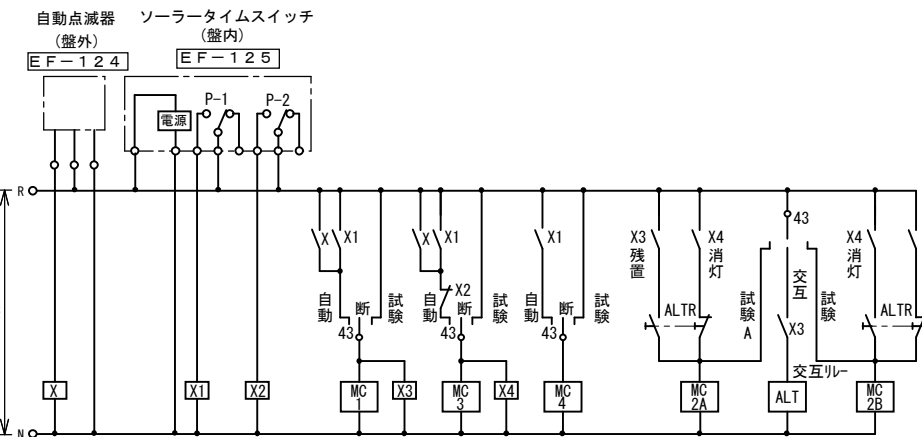 自動点滅器
(盤外)
EF-124
ソーラータイムスイッチ
(盤内)
EF-125
電源
P-1
P-2
R
X
X1
X
X1
X1
X3
残置
X4
消灯
43
X4
消灯
自動
断
試験
43
自動
X2
断
試験
43
自動
断
試験
43
ALTR
試験A
交互
X3
試験
ALTR
交互リレー
X
X1
X2
MC
1
X3
MC
3
X4
MC
4
MC
2A
ALT
MC
2B
N